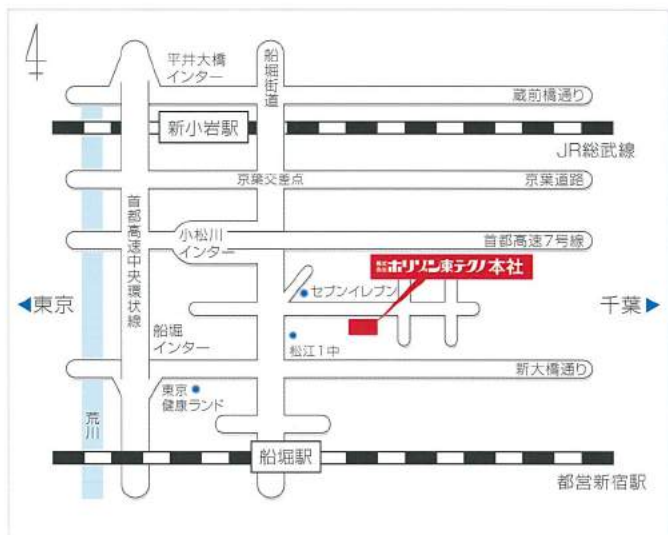 平井大橋
インター
船堀街道
蔵前橋通り
新小岩駅
JR総武線
京葉交差点
京葉道路
首都高速中央環状線
小松川
インター
首都高速7号線
株式会社ホリゾン東テクノ本社
セブンイレブン
東京
千葉
船堀
インター
松江1中
新大橋通り
東京
健康ランド
荒川
船堀駅
都営新宿駅